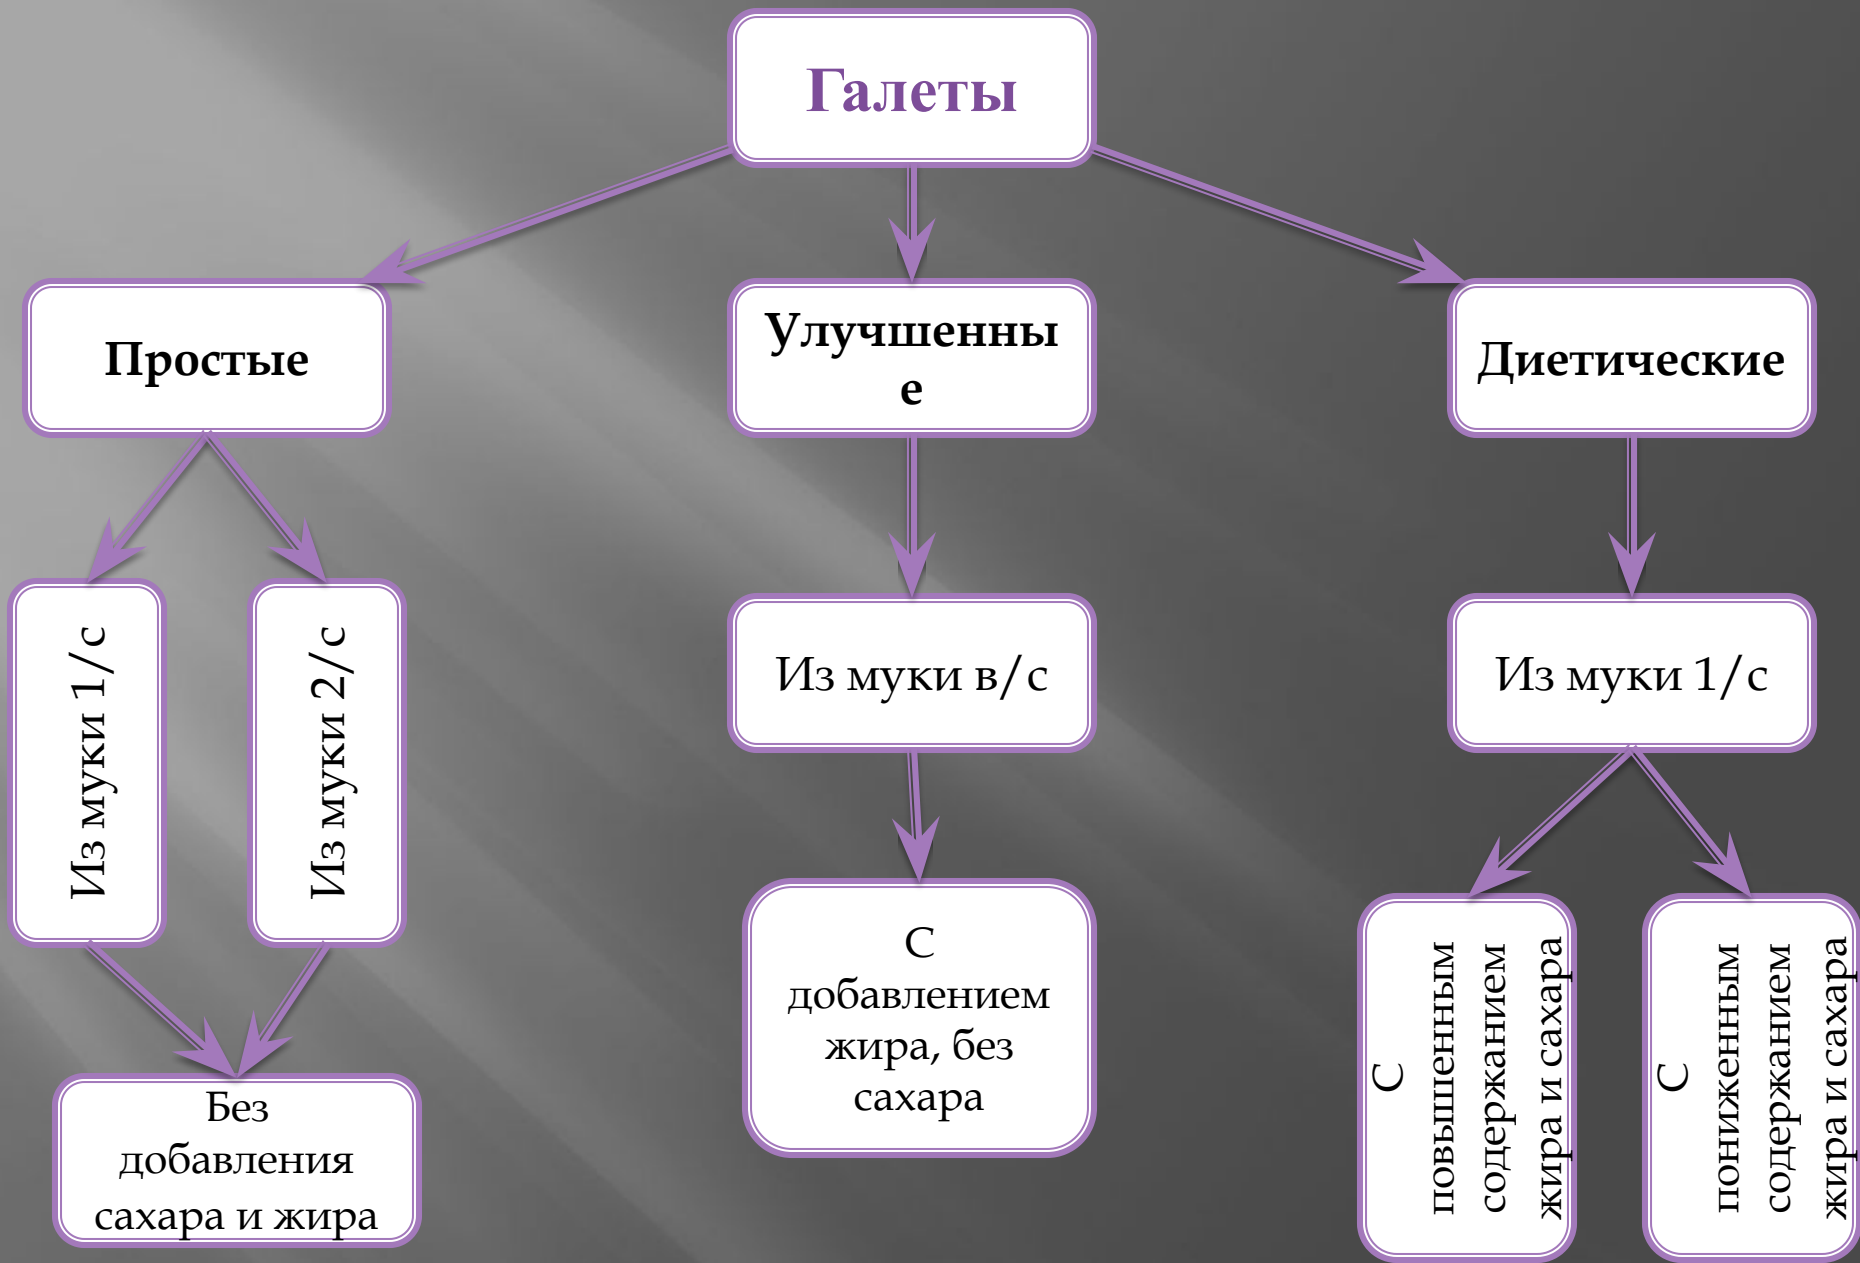 Галеты
Простые
Улучшенны
е
Диетические
Из муки 1/с
Из муки 2/с
Из муки в/с
Из муки 1/с
Без
добавления
сахара и жира
С
добавлением
жира, без
сахара
С
повышенным
содержанием
жира и сахара
С
пониженным
содержанием
жира и сахара